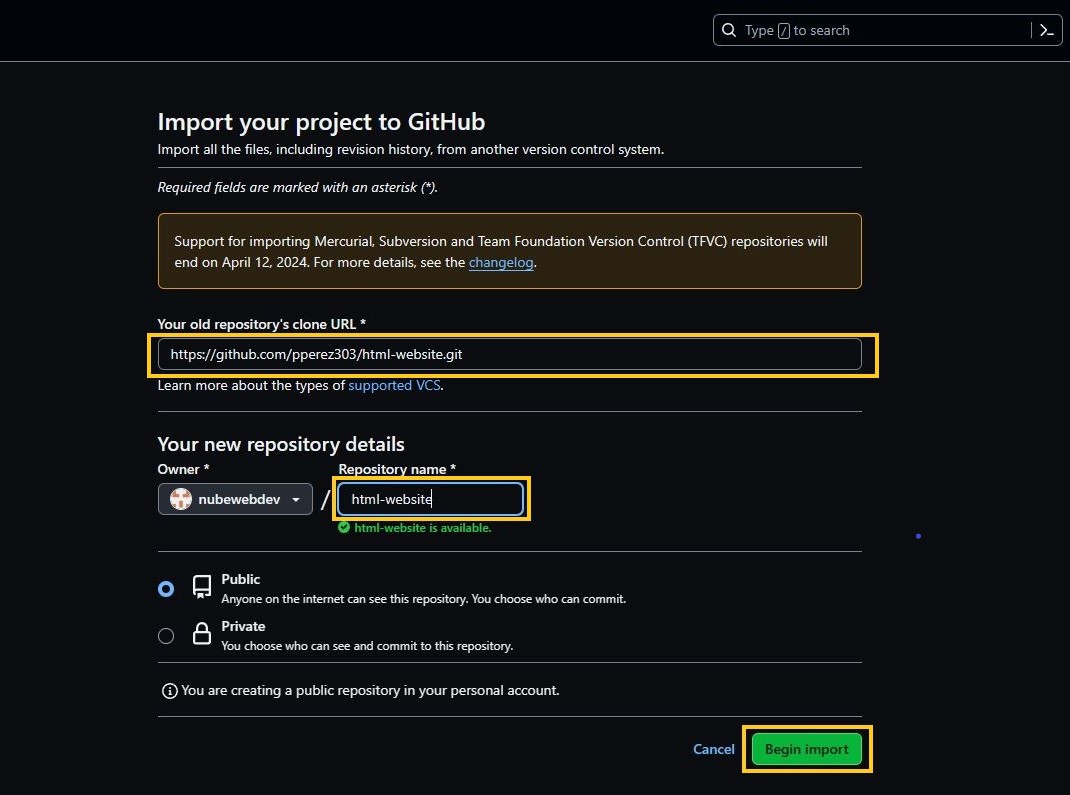 Type / to search
Import your project to GitHub
Import all the files, including revision history, from another version control system.
Required fields are marked with an asterisk (*).
Support for importing Mercurial, Subversion and Team Foundation Version Control (TFVC) repositories will
end on April 12, 2024. For more details, see the changelog.
Your old repository's clone URL *
https://github.com/pperez303/html-website.git
Learn more about the types of supported VCS.
Your new repository details
Owner * Repository name *
nubewebdev / html-website
html-website is available.
Public
Anyone on the internet can see this repository. You choose who can commit.
Private
You choose who can see and commit to this repository.
You are creating a public repository in your personal account.
Cancel Begin import